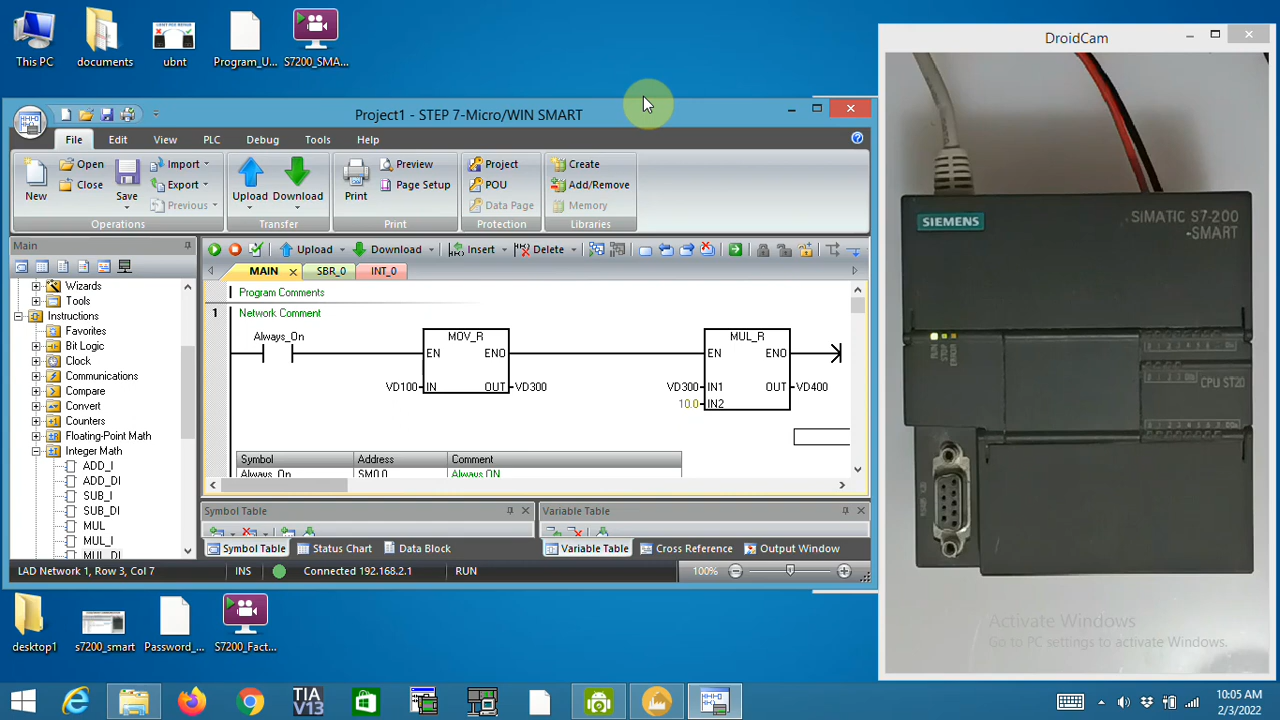 This PC
documents
ubnt
Program_U...
S7200_SMA...
Project1 - STEP 7-Micro/WIN SMART
File
Edit
View
PLC
Debug
Tools
Help
New
Open
Close
Save
Import
Export
Previous
Operations
Upload
Download
Transfer
Print
Preview
Page Setup
Print
Project
POU
Data Page
Protection
Create
Add/Remove
Memory
Libraries
Main
Upload
Download
Insert
Delete
MAIN
SBR_0
INT_0
Wizards
Tools
Instructions
Favorites
Bit Logic
Clock
Communications
Compare
Convert
Counters
Floating-Point Math
Integer Math
ADD_I
ADD_DI
SUB_I
SUB_DI
MUL
MUL_I
MUL_DI
Program Comments
1 Network Comment
Always_On
MOV_R
EN ENO
VD100 IN OUT VD300
MUL_R
EN ENO
VD300 IN1 OUT VD400
10.0 IN2
Symbol Address Comment
Always_On SM0.0 Always ON
Symbol Table
Variable Table
Symbol Table
Status Chart
Data Block
Variable Table
Cross Reference
Output Window
LAD Network 1, Row 3, Col 7
INS
Connected 192.168.2.1
RUN
100%
DroidCam
SIEMENS
SIMATIC S7-200
-SMART
RUN
STOP
ERROR
CPU ST20
Activate Windows
Go to PC settings to activate Windows.
desktop1
s7200_smart
Password_...
S7200_Fact...
TIA
V13
10:05 AM
2/3/2022